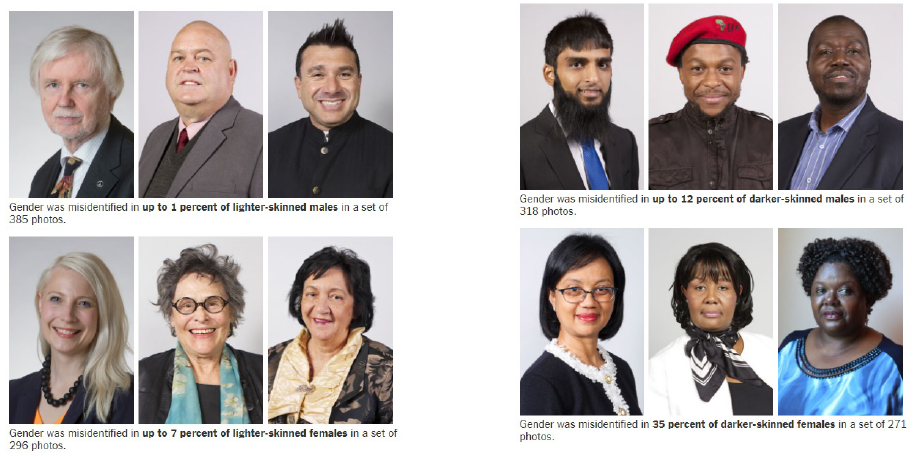 Gender was misidentified in up to 1 percent of lighter-skinned males in a set of
385 photos.
Gender was misidentified in up to 12 percent of darker-skinned males in a set of
318 photos.
Gender was misidentified in up to 7 percent of lighter-skinned females in a set of
296 photos.
Gender was misidentified in 35 percent of darker-skinned females in a set of 271
photos.